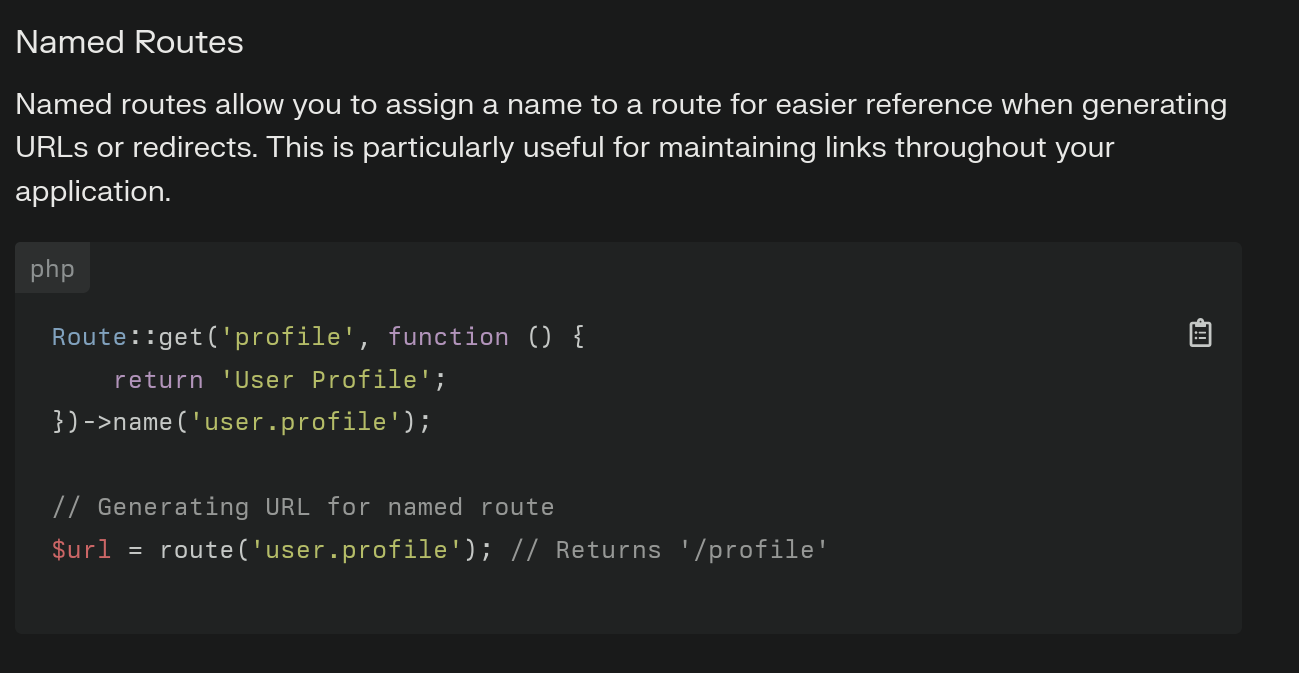 Named Routes
Named routes allow you to assign a name to a route for easier reference when generating
URLs or redirects. This is particularly useful for maintaining links throughout your
application.
php
Route::get('profile', function () {
    return 'User Profile';
})->name('user.profile');
// Generating URL for named route
$url = route('user.profile'); // Returns '/profile'